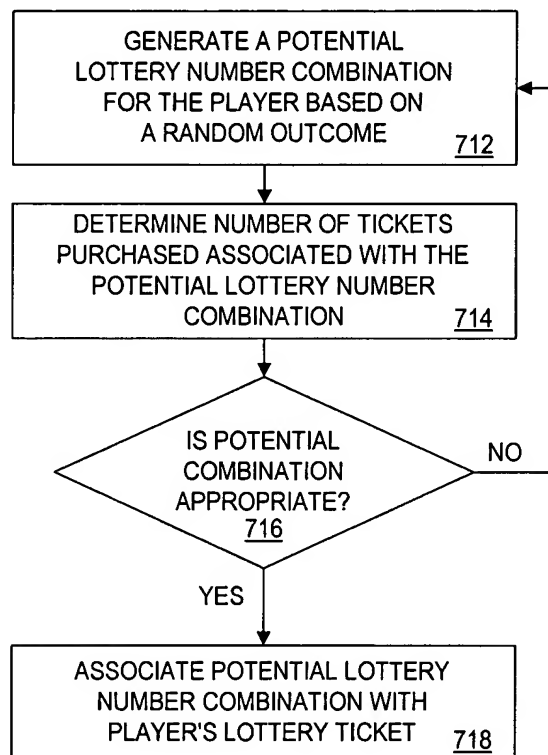 GENERATE A POTENTIAL
LOTTERY NUMBER COMBINATION
FOR THE PLAYER BASED ON
A RANDOM OUTCOME
712
DETERMINE NUMBER OF TICKETS
PURCHASED ASSOCIATED WITH THE
POTENTIAL LOTTERY NUMBER
COMBINATION
714
IS POTENTIAL
COMBINATION
APPROPRIATE?
716
NO
YES
ASSOCIATE POTENTIAL LOTTERY
NUMBER COMBINATION WITH
PLAYER'S LOTTERY TICKET
718